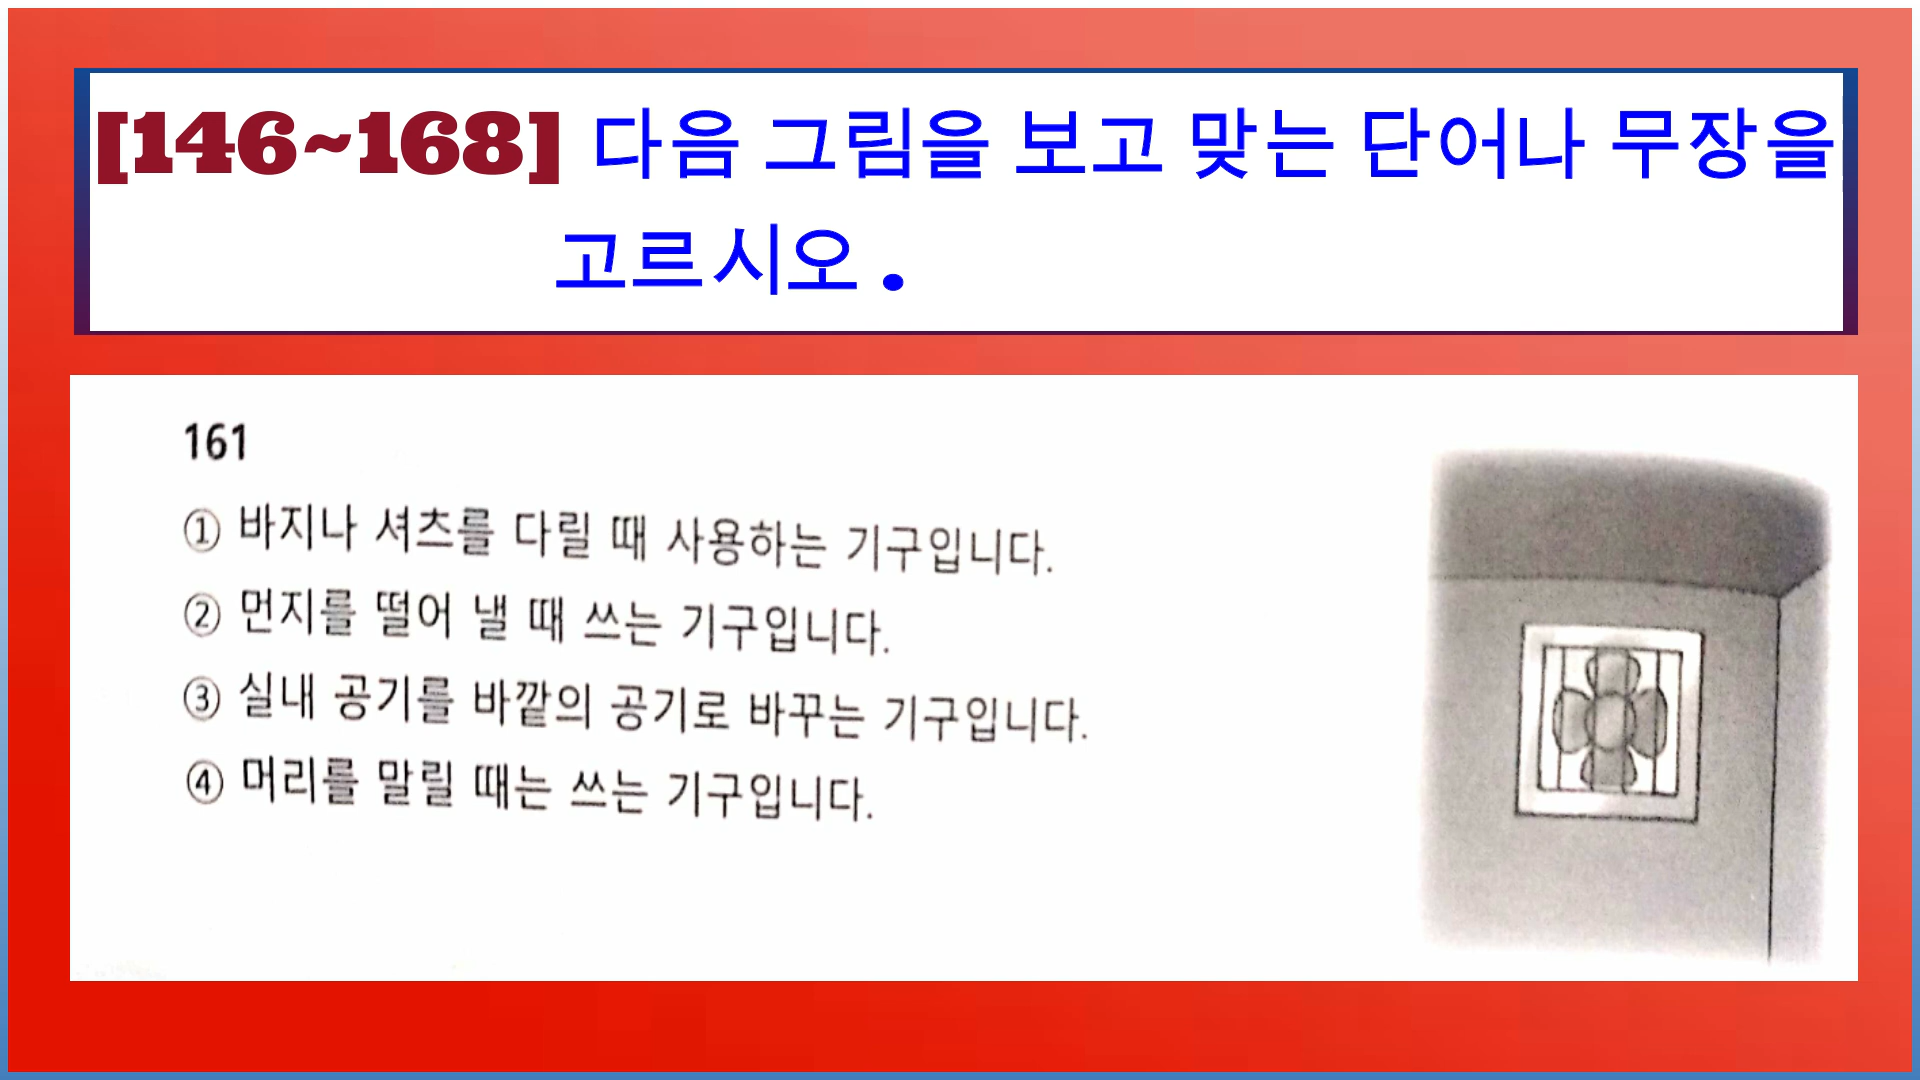 [146~168] 다음 그림을 보고 맞는 단어나 무장을
고르시오.
161
① 바지나 셔츠를 다릴 때 사용하는 기구입니다.
② 먼지를 떨어 낼 때 쓰는 기구입니다.
③ 실내 공기를 바깥의 공기로 바꾸는 기구입니다.
④ 머리를 말릴 때는 쓰는 기구입니다.